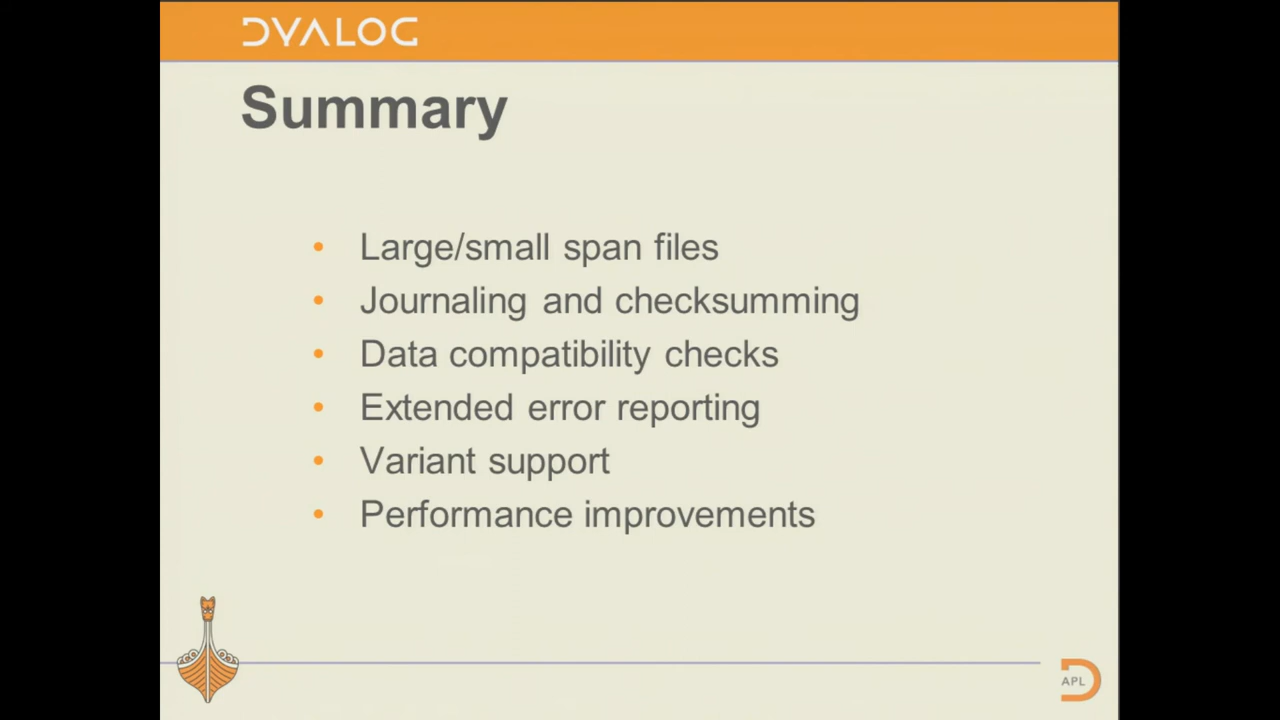 DYALOG
Summary
• Large/small span files
• Journaling and checksumming
• Data compatibility checks
• Extended error reporting
• Variant support
• Performance improvements
APL